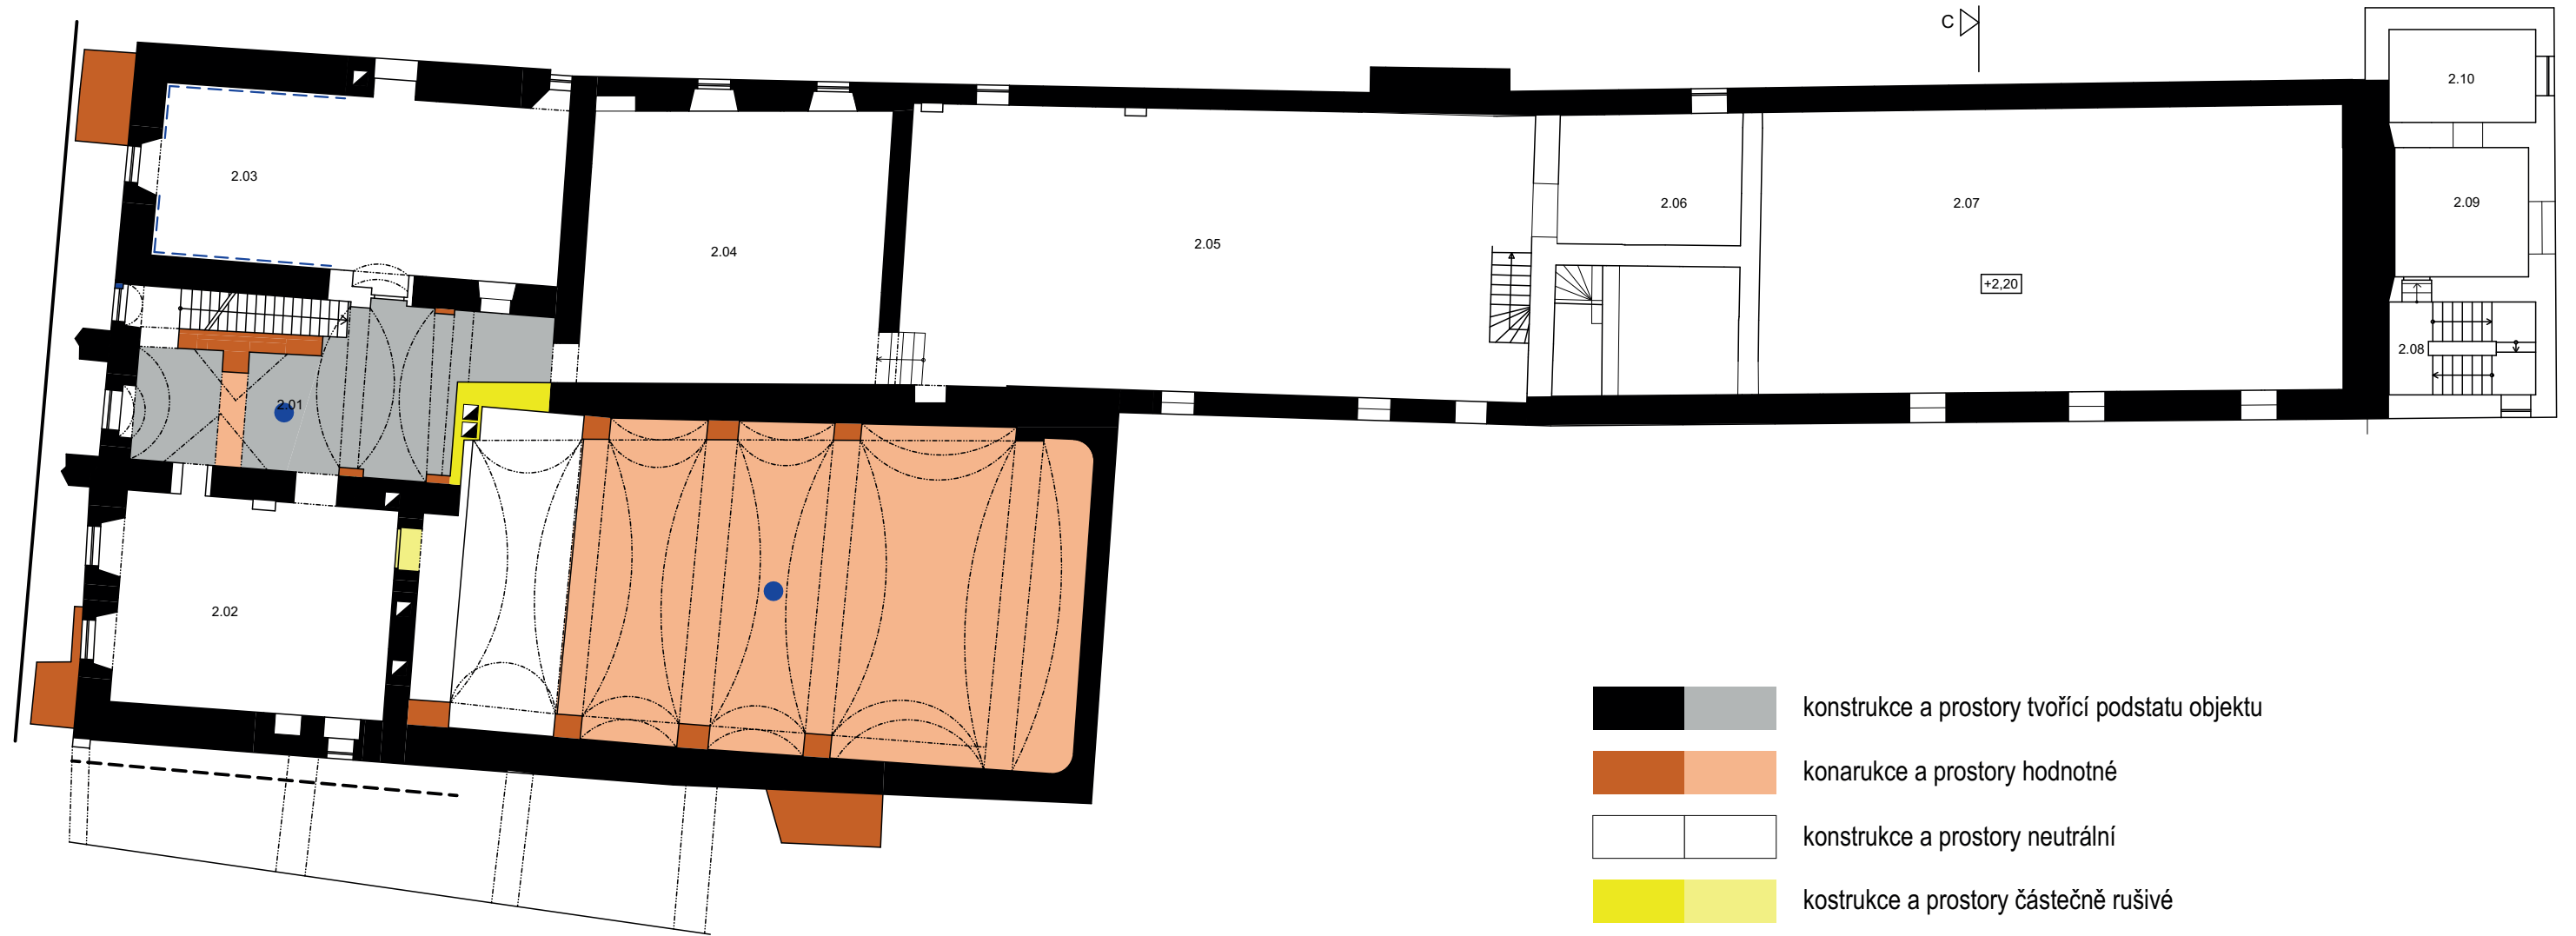 C
2.10
2.03
2.06
2.07
2.09
2.04
2.05
+2,20
2.08
2.01
2.02
konstrukce a prostory tvořící podstatu objektu
konarukce a prostory hodnotné
konstrukce a prostory neutrální
kostrukce a prostory částečně rušivé